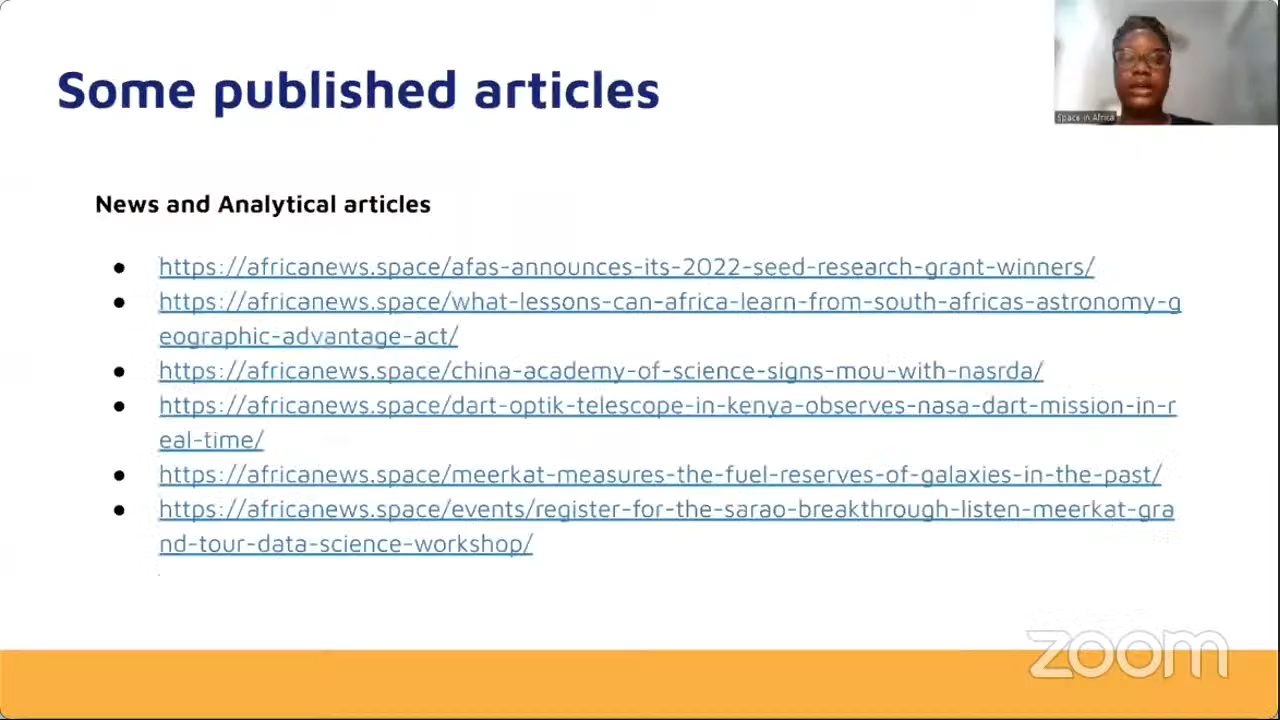 Some published articles
Space in Africa
News and Analytical articles
https://africanews.space/afas-announces-its-2022-seed-research-grant-winners/
https://africanews.space/what-lessons-can-africa-learn-from-south-africas-astronomy-g
eographic-advantage-act/
https://africanews.space/china-academy-of-science-signs-mou-with-nasrda/
https://africanews.space/dart-optik-telescope-in-kenya-observes-nasa-dart-mission-in-r
eal-time/
https://africanews.space/meerkat-measures-the-fuel-reserves-of-galaxies-in-the-past/
https://africanews.space/events/register-for-the-sarao-breakthrough-listen-meerkat-gra
nd-tour-data-science-workshop/
zoom